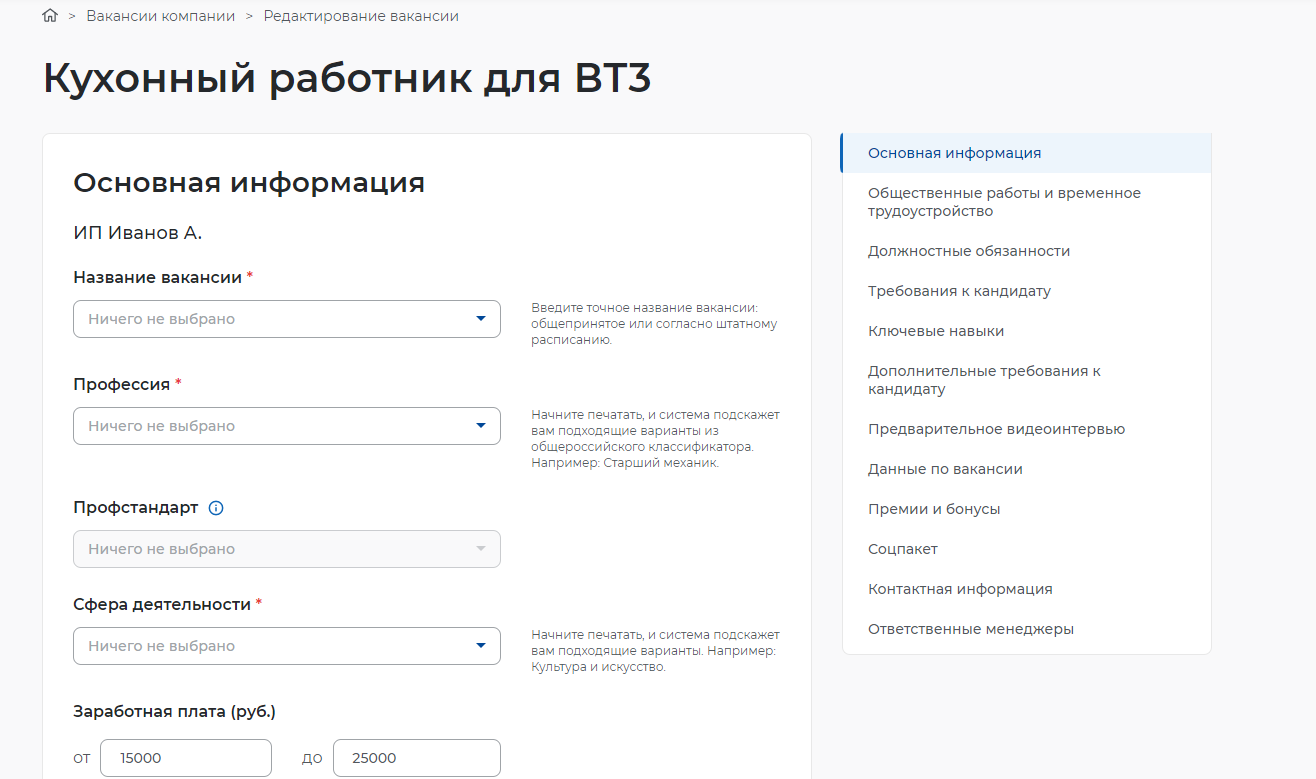 > Вакансии компании > Редактирование вакансии
Кухонный работник для ВТ3
Основная информация
ИП Иванов А.
Название вакансии *
Ничего не выбрано
Введите точное название вакансии:
общепринятое или согласно штатному
расписанию.
Профессия *
Ничего не выбрано
Начните печатать, и система подскажет
вам подходящие варианты из
общероссийского классификатора.
Например: Старший механик.
Профстандарт
Ничего не выбрано
Сфера деятельности *
Ничего не выбрано
Начните печатать, и система подскажет
вам подходящие варианты. Например:
Культура и искусство.
Заработная плата (руб.)
от 15000 до 25000
Основная информация
Общественные работы и временное
трудоустройство
Должностные обязанности
Требования к кандидату
Ключевые навыки
Дополнительные требования к
кандидату
Предварительное видеоинтервью
Данные по вакансии
Премии и бонусы
Соцпакет
Контактная информация
Ответственные менеджеры